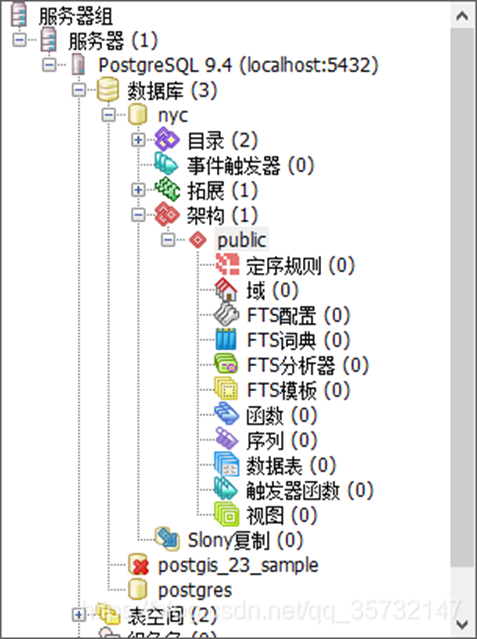 服务器组
服务器 (1)
PostgreSQL 9.4 (localhost:5432)
数据库 (3)
nyc
目录 (2)
事件触发器 (0)
拓展 (1)
架构 (1)
public
定序规则 (0)
域 (0)
FTS配置 (0)
FTS词典 (0)
FTS分析器 (0)
FTS模板 (0)
函数 (0)
序列 (0)
数据表 (0)
触发器函数 (0)
视图 (0)
Slony复制 (0)
postgis_23_sample
postgres
表空间 (2)
csdn.net/qq_35732147